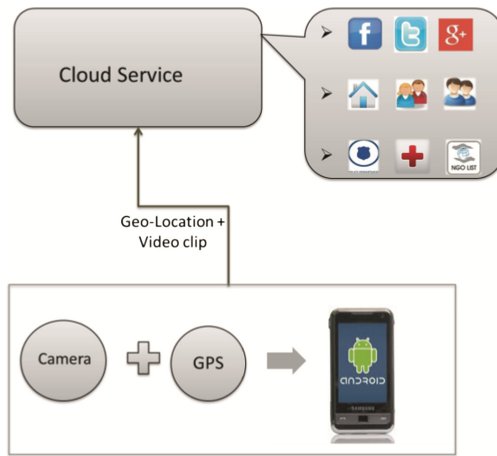 Cloud Service
f
t
g+
NGO LIST
Geo-Location +
Video clip
Camera
GPS
ANDROID